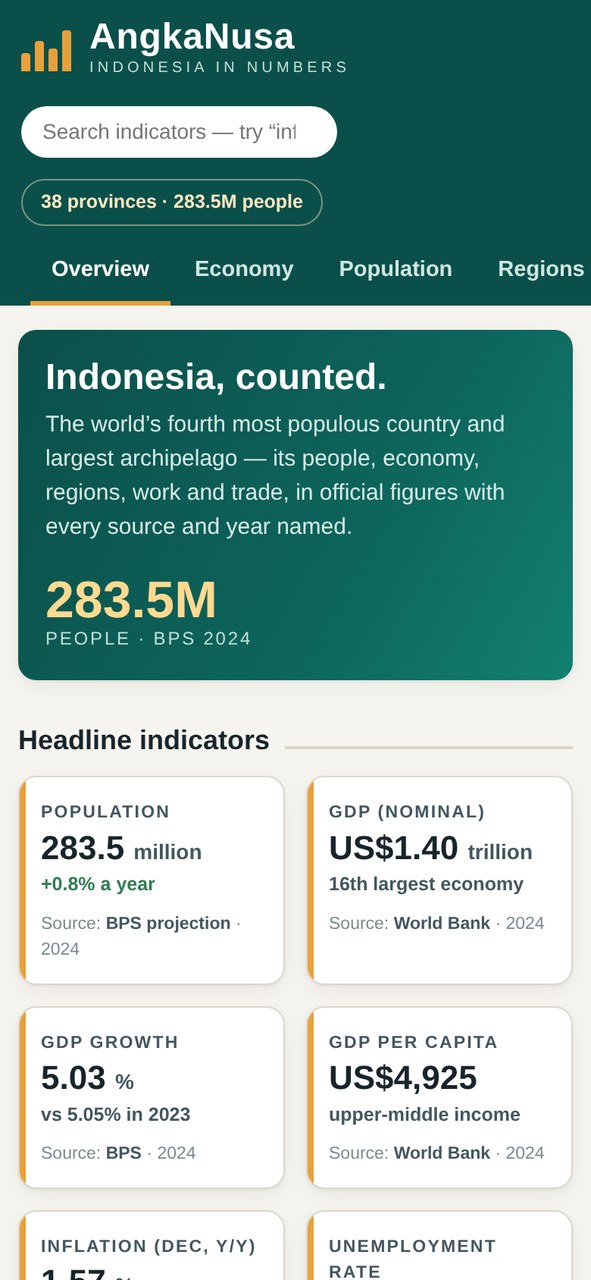 AngkaNusa
INDONESIA IN NUMBERS
Search indicators — try “inf
38 provinces · 283.5M people
Overview Economy Population Regions
Indonesia, counted.
The world’s fourth most populous country and
largest archipelago — its people, economy,
regions, work and trade, in official figures with
every source and year named.
283.5M
PEOPLE · BPS 2024
Headline indicators
POPULATION
283.5 million
+0.8% a year
Source: BPS projection ·
2024
GDP (NOMINAL)
US$1.40 trillion
16th largest economy
Source: World Bank · 2024
GDP GROWTH
5.03 %
vs 5.05% in 2023
Source: BPS · 2024
GDP PER CAPITA
US$4,925
upper-middle income
Source: World Bank · 2024
INFLATION (DEC, Y/Y)
1.57 %
UNEMPLOYMENT
RATE